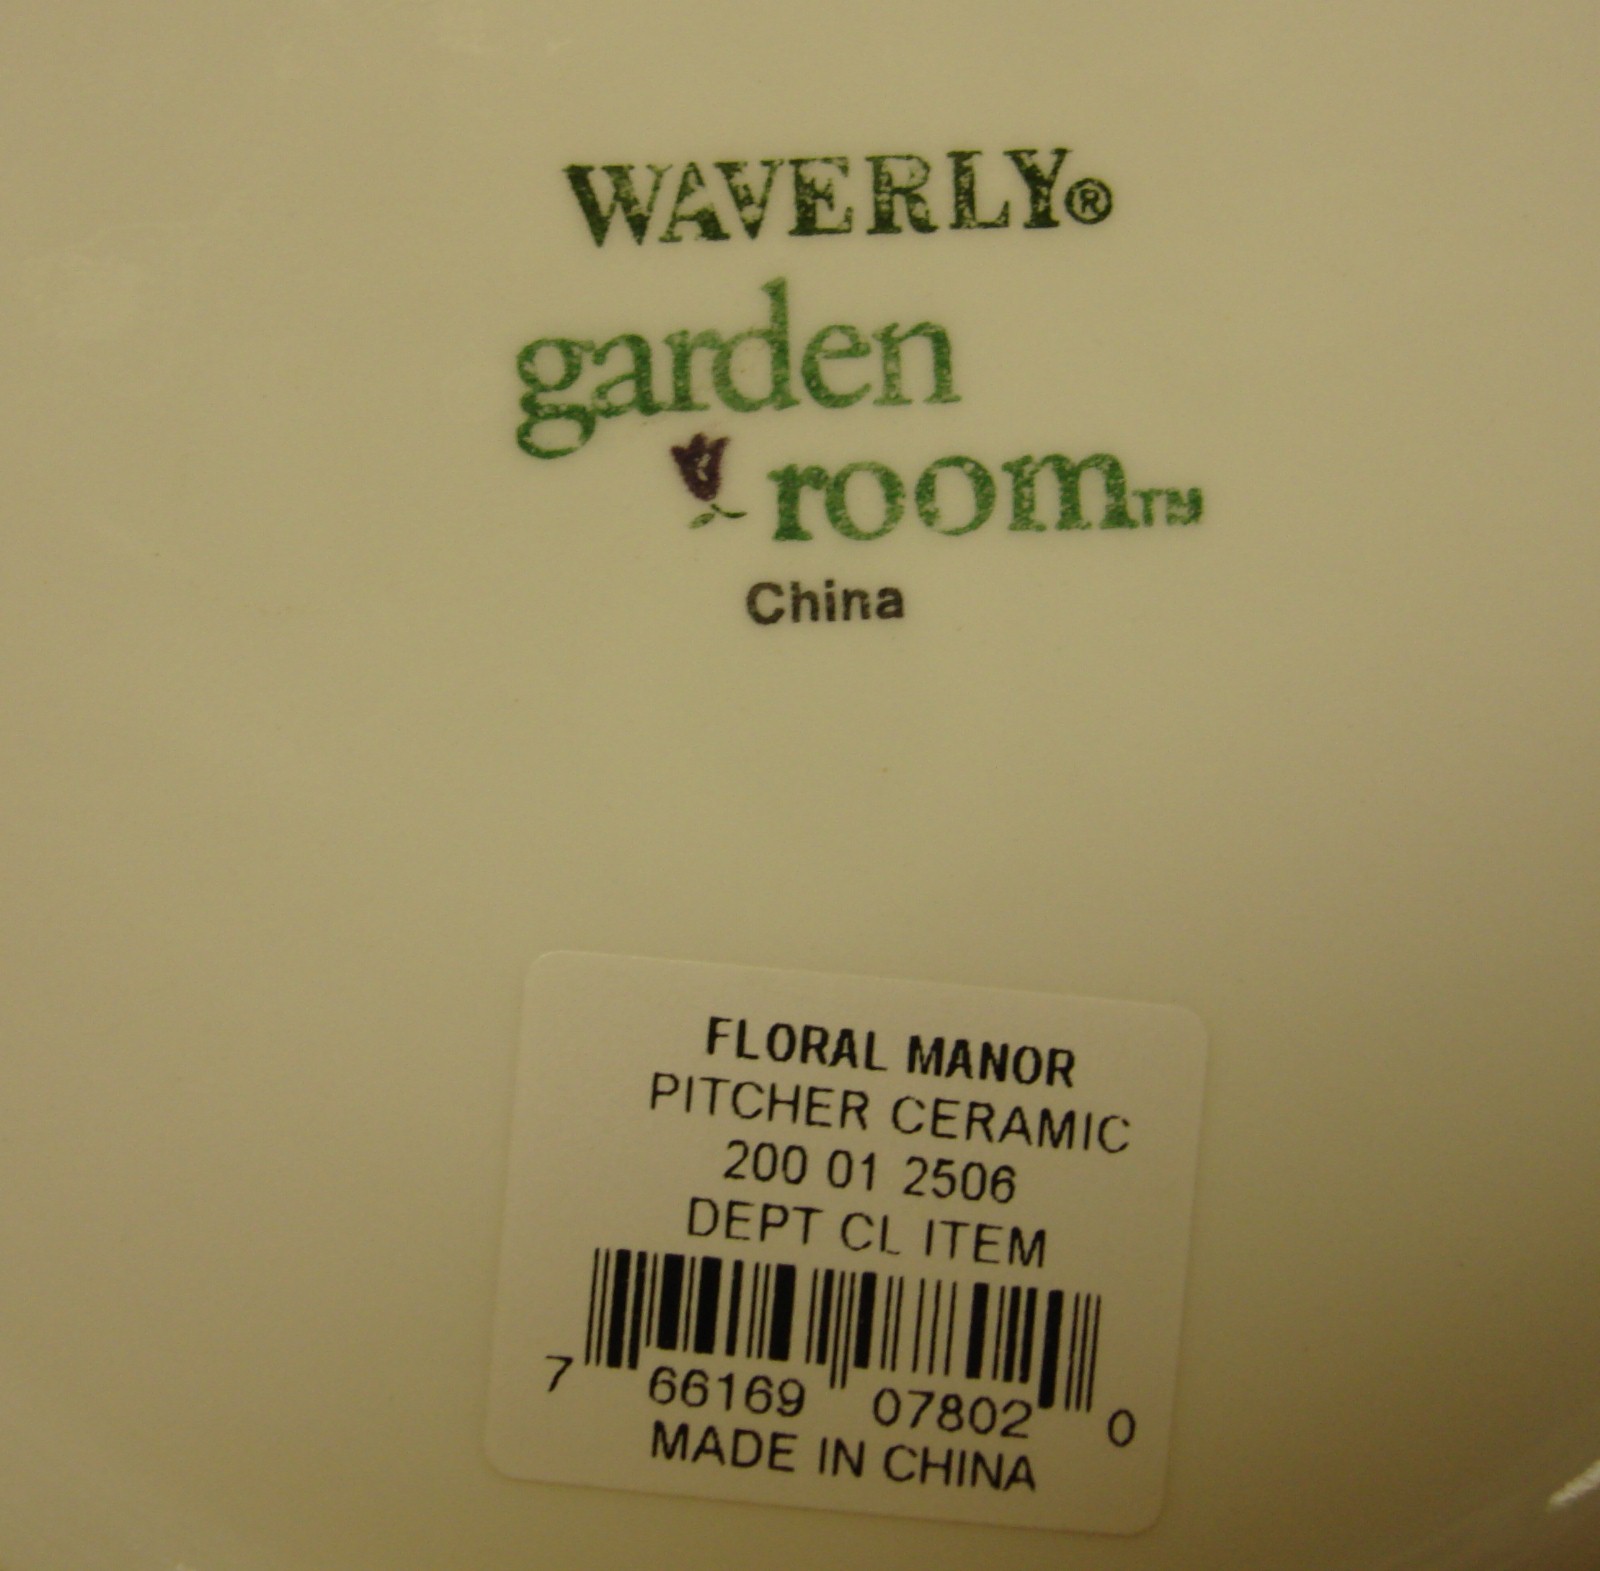 WAVERLY®
garden
room™
China
FLORAL MANOR
PITCHER CERAMIC
200 01 2506
DEPT CL ITEM
7 66169 07802 0
MADE IN CHINA